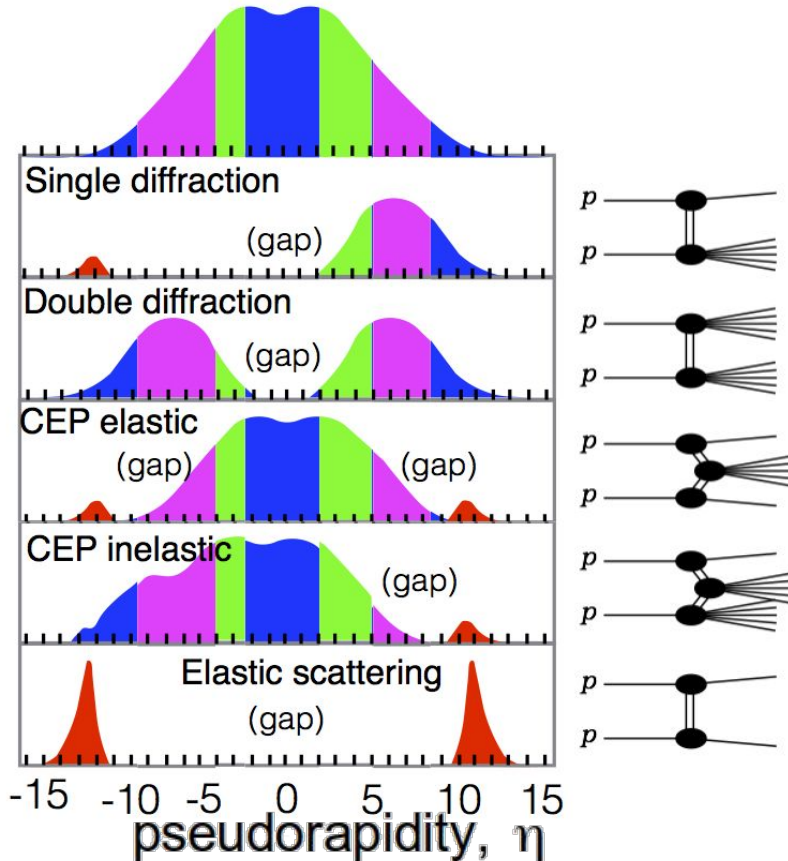 Single diffraction
(gap)
p
p
Double diffraction
(gap)
p
p
CEP elastic
(gap) (gap)
p
p
CEP inelastic
(gap)
p
p
Elastic scattering
(gap)
p
p
-15 -10 -5 0 5 10 15
pseudorapidity, η